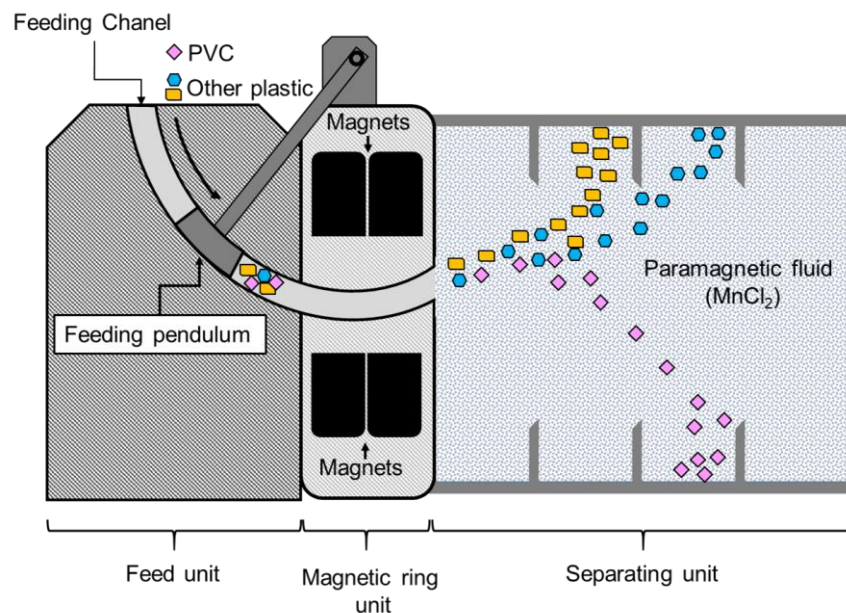 Feeding Chanel
PVC
Other plastic
Magnets
Paramagnetic fluid
(MnCl₂)
Feeding pendulum
Magnets
Feed unit
Magnetic ring
unit
Separating unit